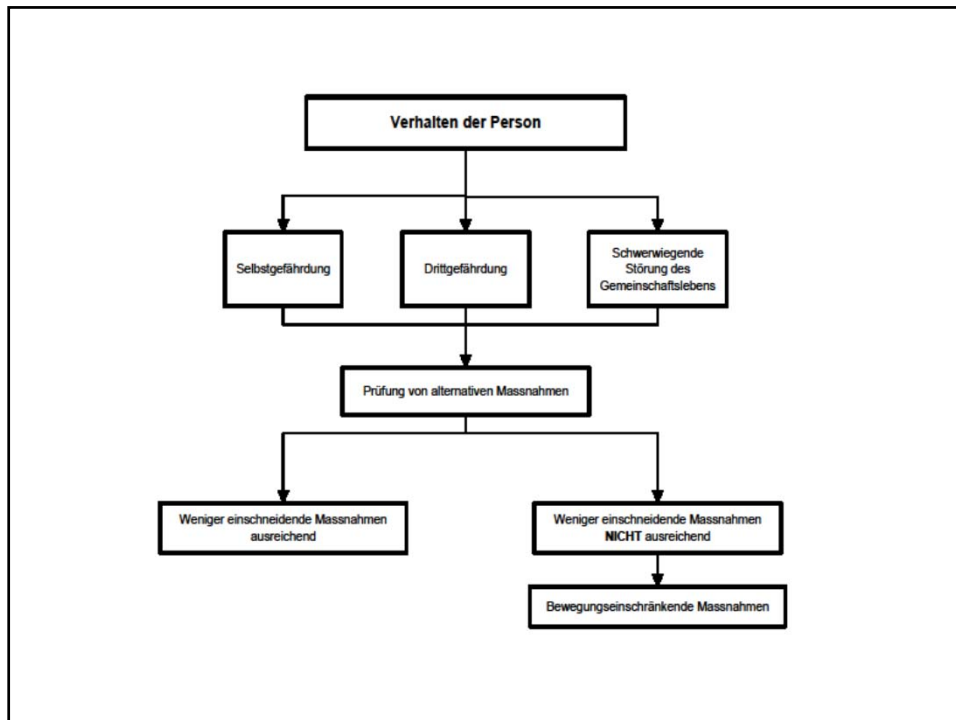 Verhalten der Person
Selbstgefährdung
Drittgefährdung
Schwerwiegende
Störung des
Gemeinschaftslebens
Prüfung von alternativen Massnahmen
Weniger einschneidende Massnahmen
ausreichend
Weniger einschneidende Massnahmen
NICHT ausreichend
Bewegungseinschränkende Massnahmen